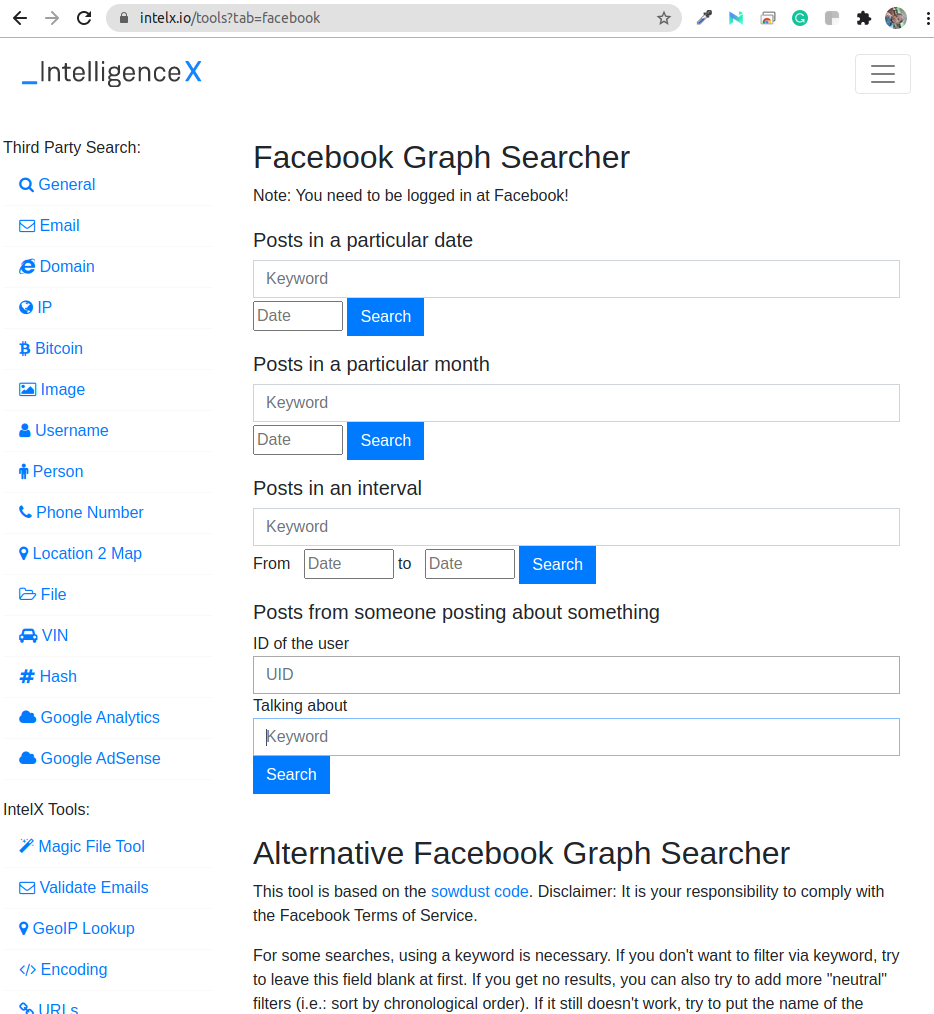 intelx.io/tools?tab=facebook
_IntelligenceX
Third Party Search:
General
Email
Domain
IP
Bitcoin
Image
Username
Person
Phone Number
Location 2 Map
File
VIN
Hash
Google Analytics
Google AdSense
IntelX Tools:
Magic File Tool
Validate Emails
GeoIP Lookup
Encoding
URLs
Facebook Graph Searcher
Note: You need to be logged in at Facebook!
Posts in a particular date
Keyword
Date Search
Posts in a particular month
Keyword
Date Search
Posts in an interval
Keyword
From Date to Date Search
Posts from someone posting about something
ID of the user
UID
Talking about
Keyword
Search
Alternative Facebook Graph Searcher
This tool is based on the sowdust code. Disclaimer: It is your responsibility to comply with
the Facebook Terms of Service.
For some searches, using a keyword is necessary. If you don't want to filter via keyword, try
to leave this field blank at first. If you get no results, you can also try to add more "neutral"
filters (i.e.: sort by chronological order). If it still doesn't work, try to put the name of the